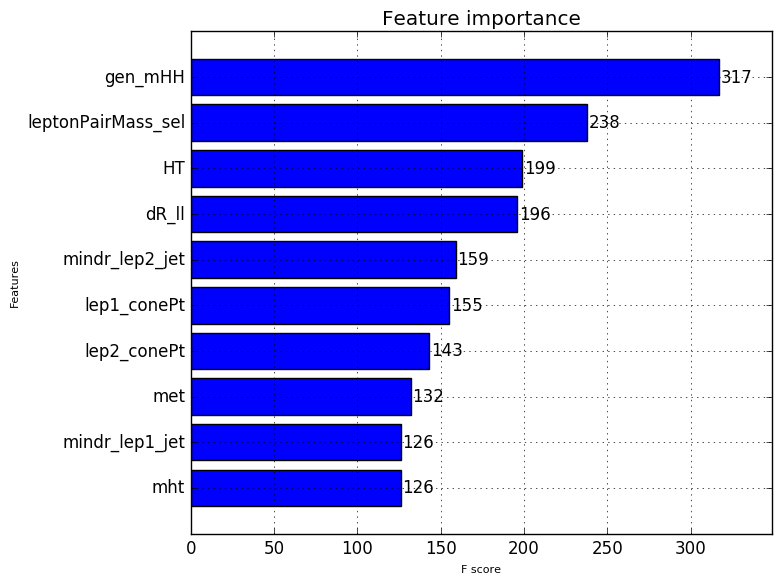 Feature importance
gen_mHH 317
leptonPairMass_sel 238
HT 199
dR_ll 196
mindr_lep2_jet 159
lep1_conePt 155
lep2_conePt 143
met 132
mindr_lep1_jet 126
mht 126
Features
0 50 100 150 200 250 300
F score